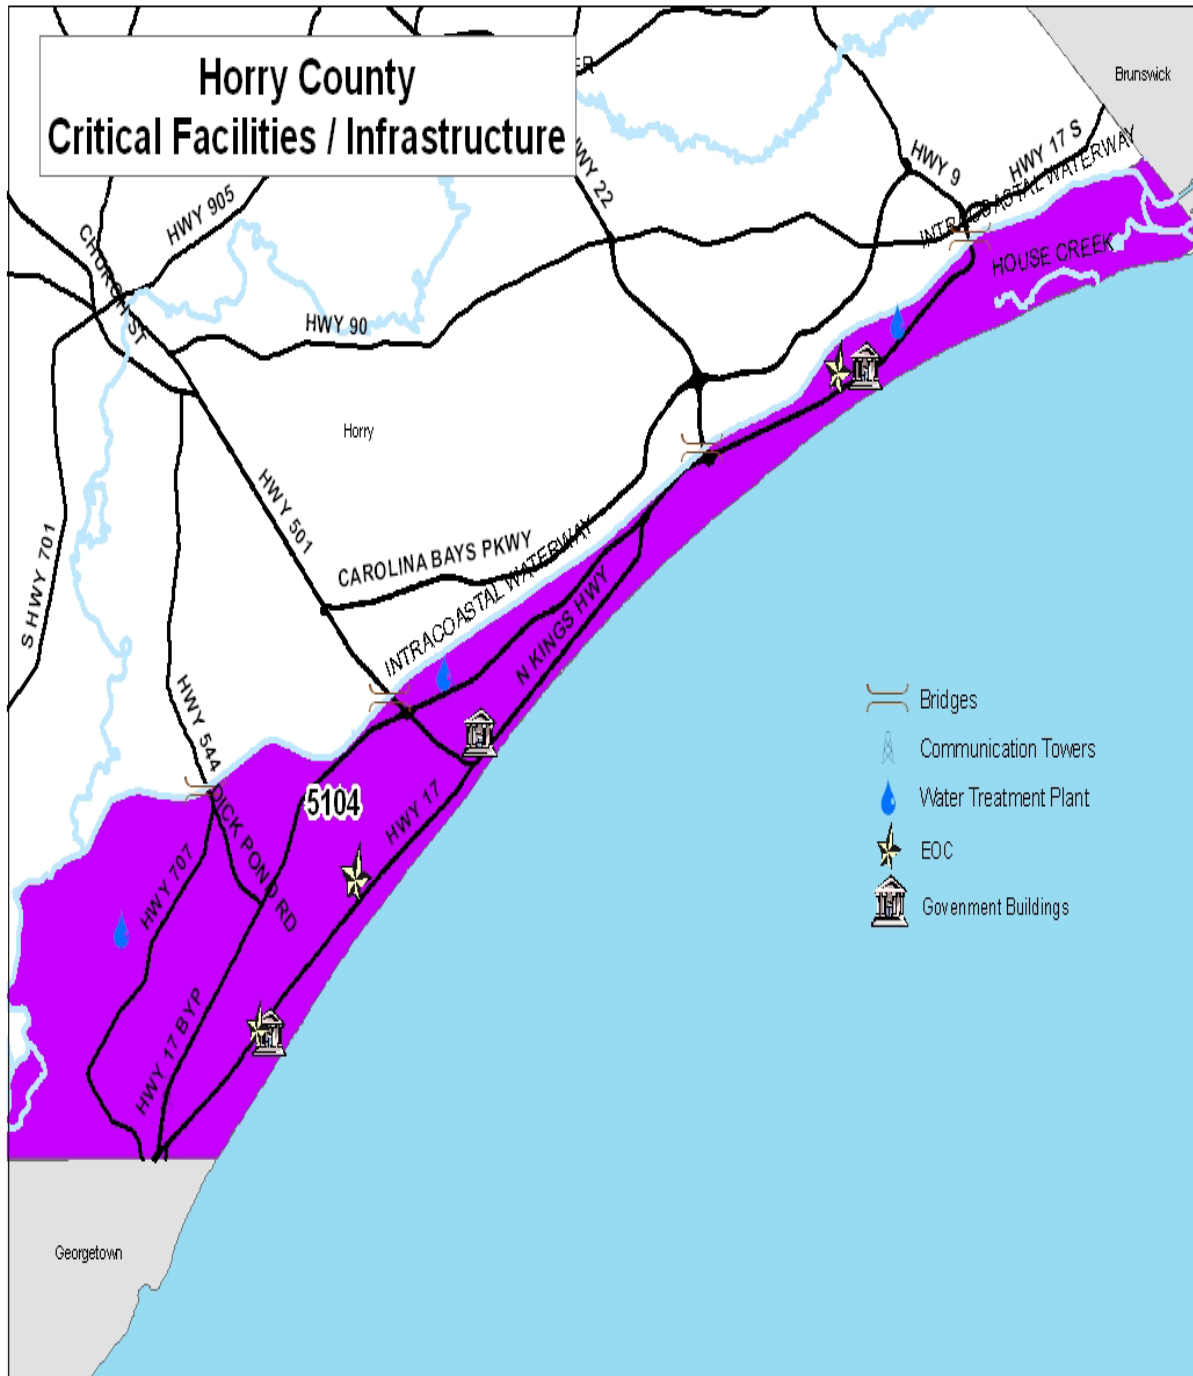 Horry County
Critical Facilities / Infrastructure
ER
Brunswick
HWY 17 S
HWY 9
INTRACOASTAL WATERWAY
HWY 22
HWY 905
CHURCH ST
HOUSE CREEK
HWY 90
Horry
HWY 501
S HWY 701
CAROLINA BAYS PKWY
INTRACOASTAL WATERWAY
N KINGS HWY
HWY 544
Bridges
Communication Towers
Water Treatment Plant
EOC
Govenment Buildings
5104
HWY 17
DICK POND RD
HWY 707
HWY 17 BYP
Georgetown